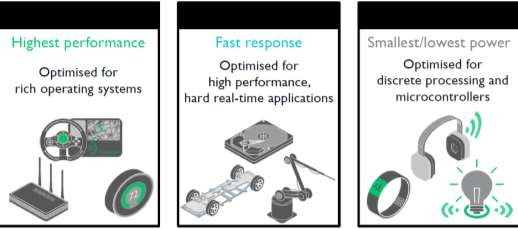 Highest performance
Optimised for
rich operating systems
Fast response
Optimised for
high performance,
hard real-time applications
Smallest/lowest power
Optimised for
discrete processing and
microcontrollers
72